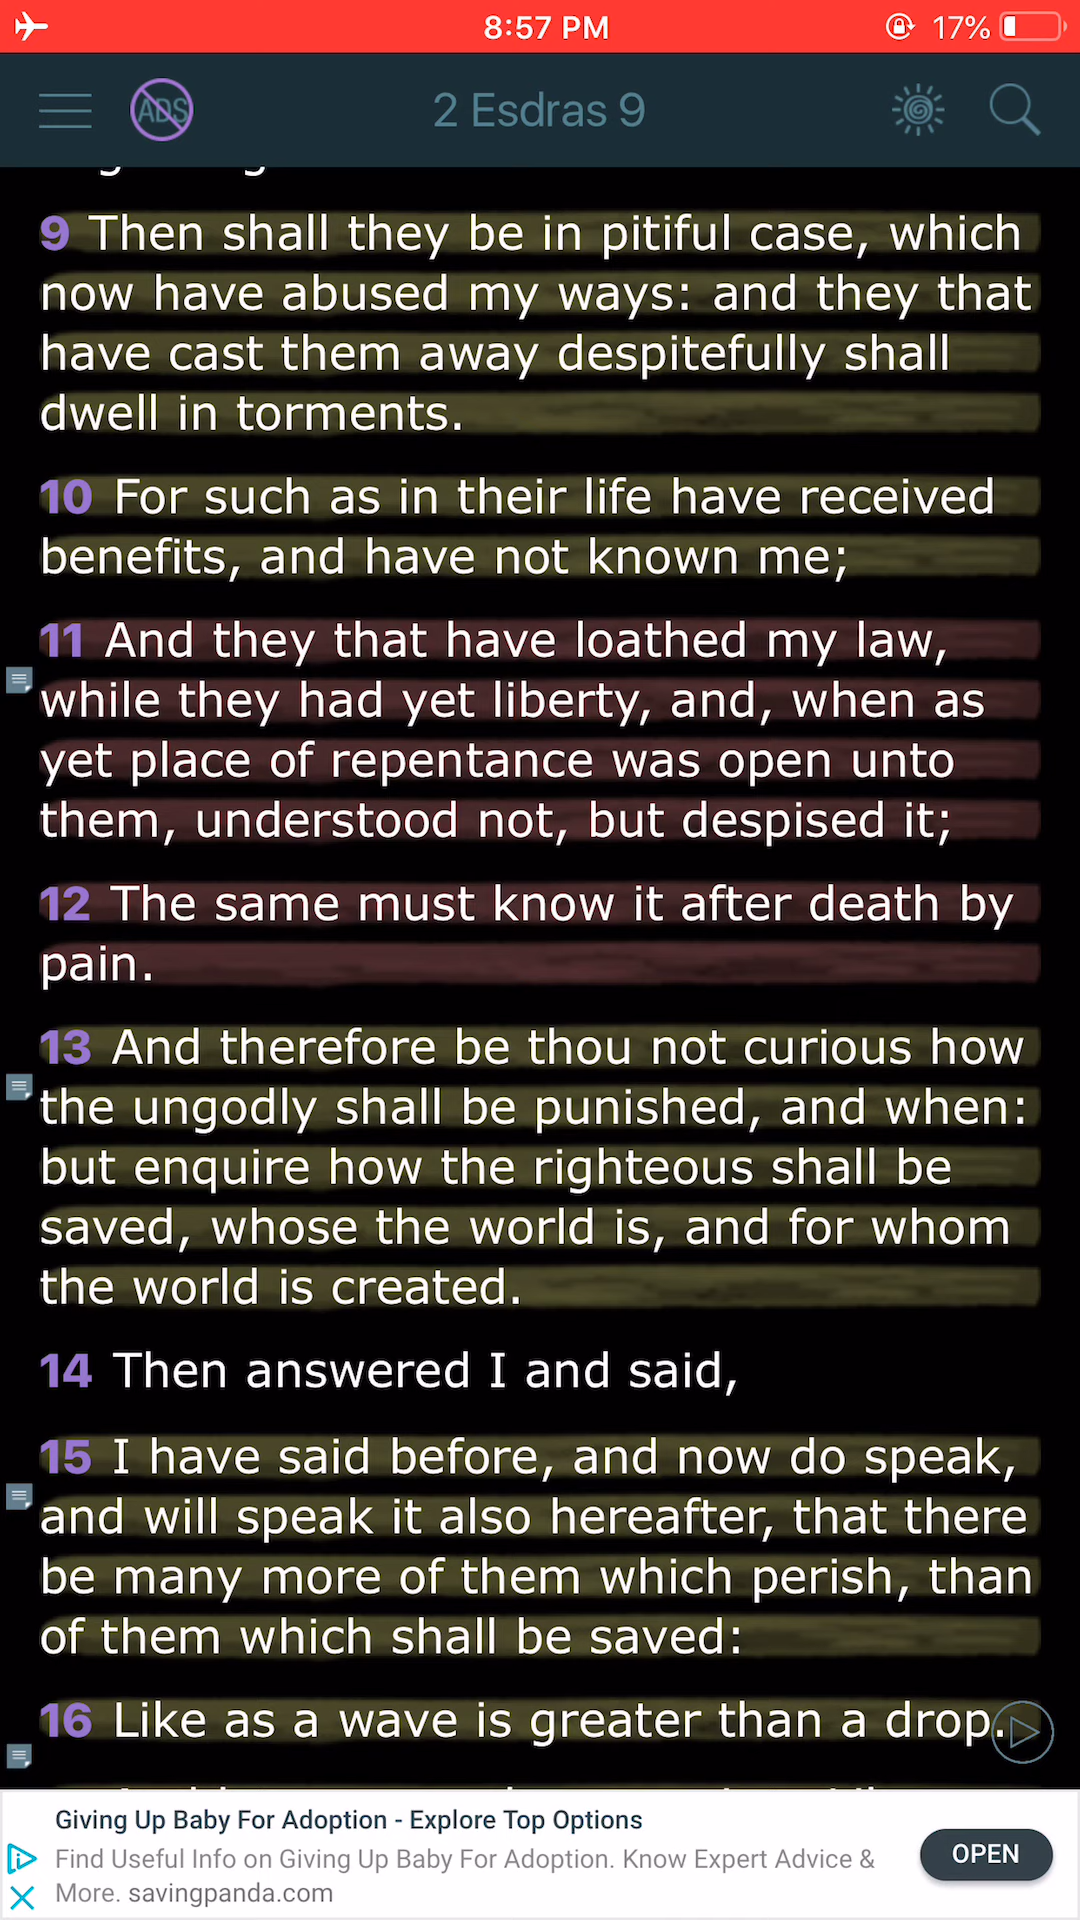 8:57 PM 17%
ADS 2 Esdras 9
9 Then shall they be in pitiful case, which
now have abused my ways: and they that
have cast them away despitefully shall
dwell in torments.
10 For such as in their life have received
benefits, and have not known me;
11 And they that have loathed my law,
while they had yet liberty, and, when as
yet place of repentance was open unto
them, understood not, but despised it;
12 The same must know it after death by
pain.
13 And therefore be thou not curious how
the ungodly shall be punished, and when:
but enquire how the righteous shall be
saved, whose the world is, and for whom
the world is created.
14 Then answered I and said,
15 I have said before, and now do speak,
and will speak it also hereafter, that there
be many more of them which perish, than
of them which shall be saved:
16 Like as a wave is greater than a drop.
Giving Up Baby For Adoption - Explore Top Options
Find Useful Info on Giving Up Baby For Adoption. Know Expert Advice &
More. savingpanda.com
OPEN